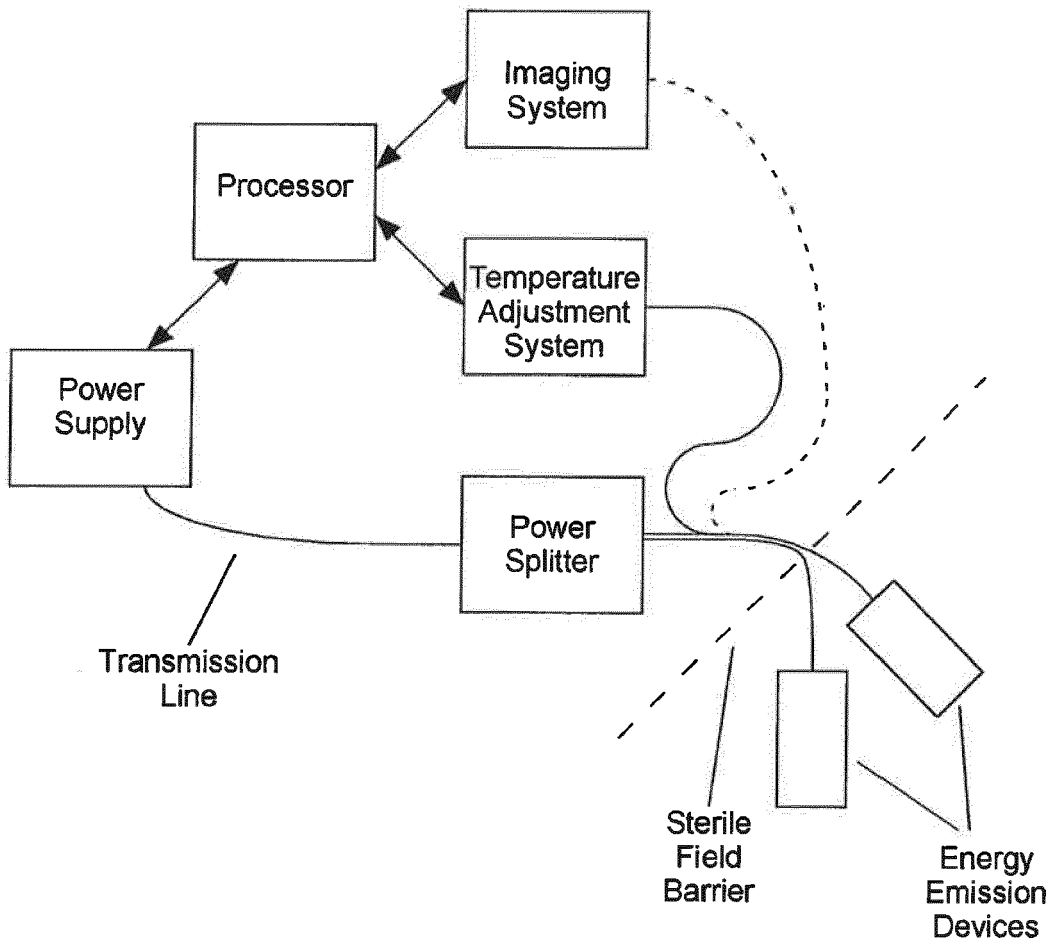 Imaging
System
Processor
Temperature
Adjustment
System
Power
Supply
Power
Splitter
Transmission
Line
Sterile
Field
Barrier
Energy
Emission
Devices